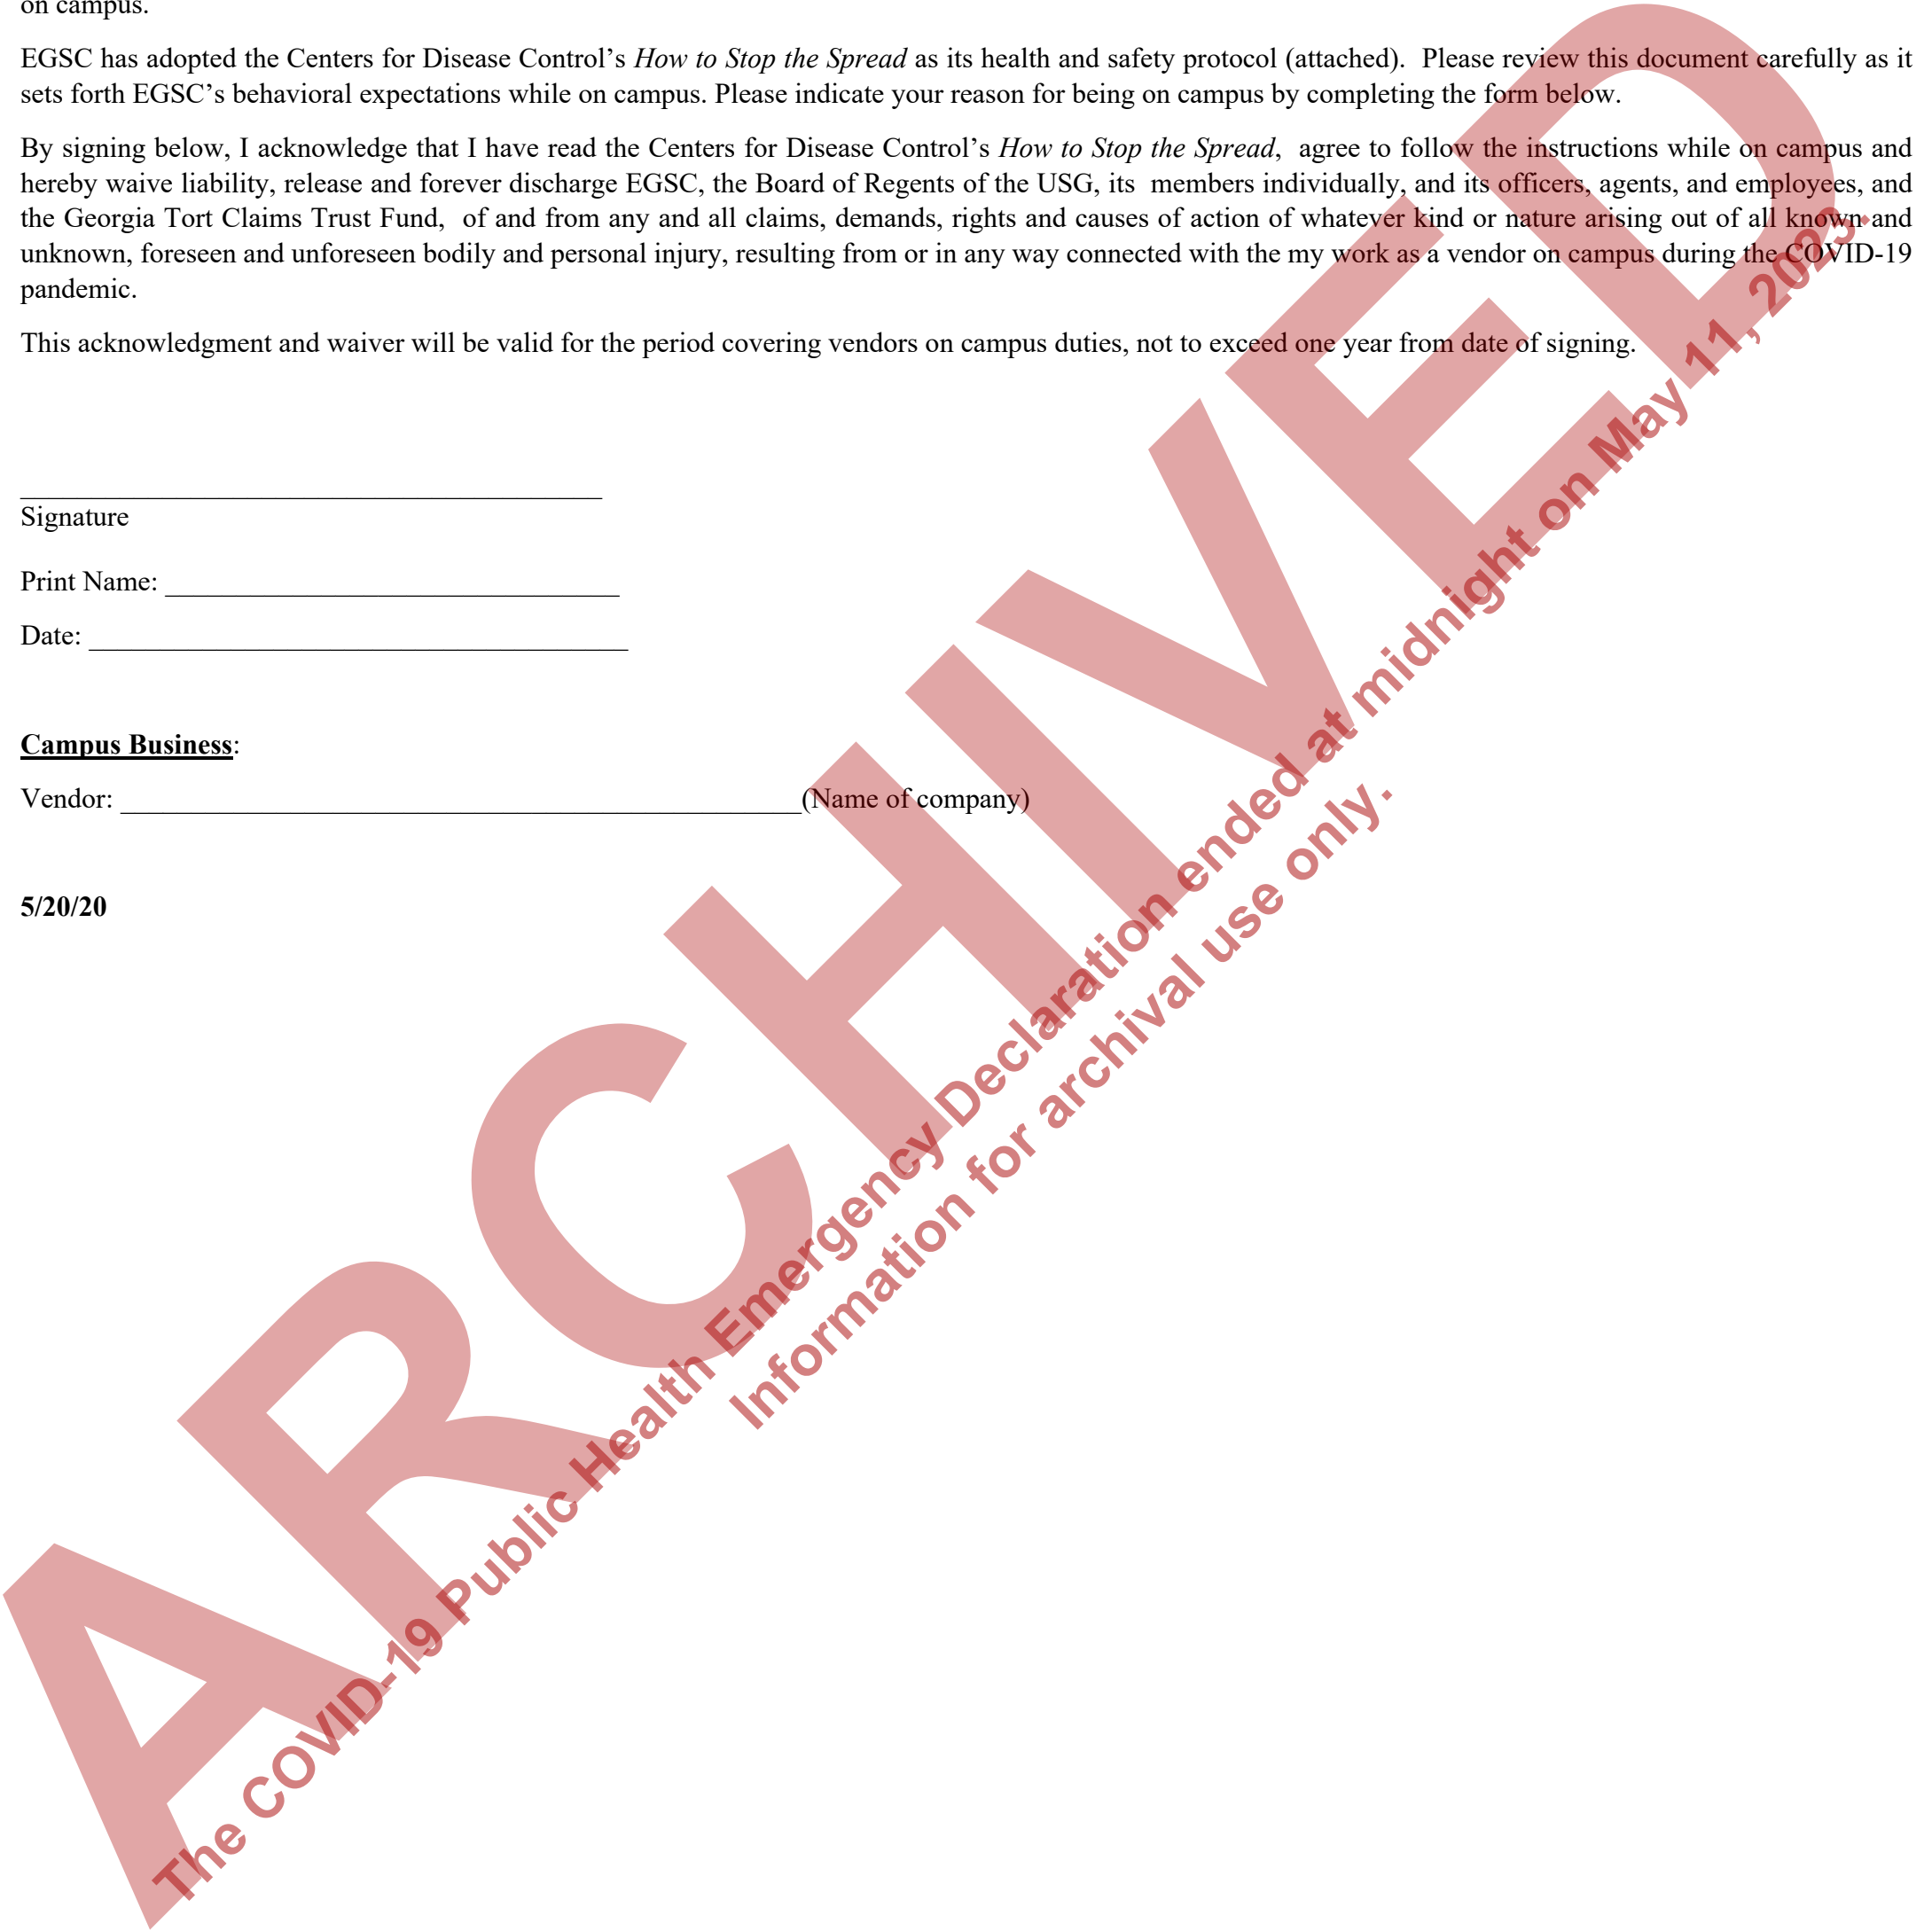 on campus.
EGSC has adopted the Centers for Disease Control’s How to Stop the Spread as its health and safety protocol (attached).  Please review this document carefully as it
sets forth EGSC’s behavioral expectations while on campus. Please indicate your reason for being on campus by completing the form below.
By signing below, I acknowledge that I have read the Centers for Disease Control’s How to Stop the Spread,  agree to follow the instructions while on campus and
hereby waive liability, release and forever discharge EGSC, the Board of Regents of the USG, its  members individually, and its officers, agents, and employees, and
the Georgia Tort Claims Trust Fund,  of and from any and all claims, demands, rights and causes of action of whatever kind or nature arising out of all known and
unknown, foreseen and unforeseen bodily and personal injury, resulting from or in any way connected with the my work as a vendor on campus during the COVID-19
pandemic.
This acknowledgment and waiver will be valid for the period covering vendors on campus duties, not to exceed one year from date of signing.
Signature
Print Name: ________________________________
Date: ______________________________________
Campus Business:
Vendor: ________________________________________________(Name of company)
5/20/20
ARCHIVED
The COVID-19 Public Health Emergency Declaration ended at midnight on May 11, 2023.
Information for archival use only.